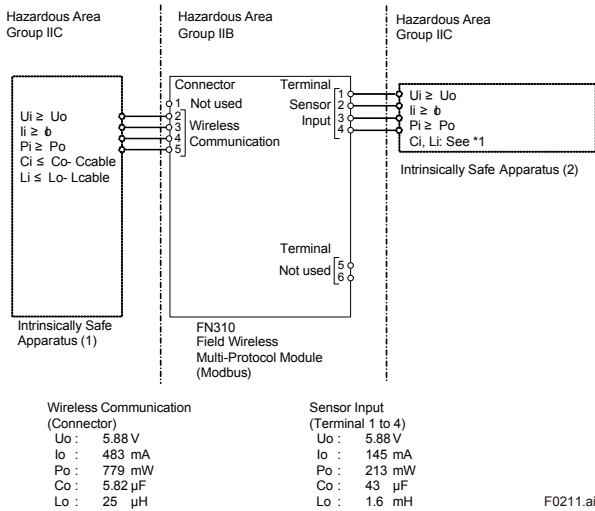 Hazardous Area
Group IIC
Hazardous Area
Group IIB
Hazardous Area
Group IIC
Ui ≥ Uo
Ii ≥ Io
Pi ≥ Po
Ci ≤ Co- Ccable
Li ≤ Lo- Lcable
Intrinsically Safe
Apparatus (1)
Connector
1 Not used
2
3 Wireless
4 Communication
5
Terminal
Sensor
Input
1
2
3
4
Terminal
Not used
5
6
FN310
Field Wireless
Multi-Protocol Module
(Modbus)
Ui ≥ Uo
Ii ≥ Io
Pi ≥ Po
Ci, Li: See *1
Intrinsically Safe Apparatus (2)
Wireless Communication
(Connector)
Uo : 5.88 V
Io : 483 mA
Po : 779 mW
Co : 5.82 µF
Lo : 25 µH
Sensor Input
(Terminal 1 to 4)
Uo : 5.88 V
Io : 145 mA
Po : 213 mW
Co : 43 µF
Lo : 1.6 mH
F0211.ai